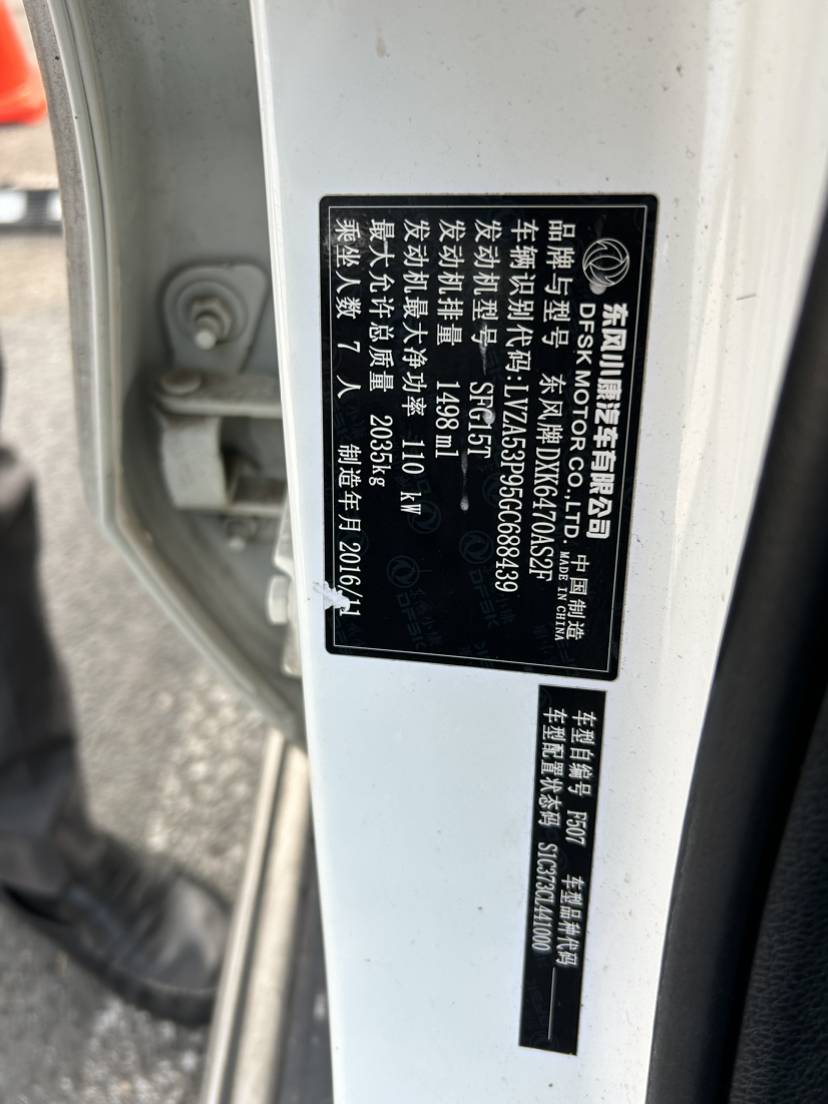 东风小康汽车有限公司
DFSK MOTOR CO.,LTD.
中国制造
MADE IN CHINA
品牌与型号 东风牌DXK6470AS2F
车辆识别代码:LVZA53P95GC688439
发动机型号 SFG15T
发动机排量 1498ml
发动机最大净功率 110 kW
最大允许总质量 2035kg
乘坐人数 7 人 制造年月 2016/11
车型自编号 F507 车型品种代码 ———
车型配置状态码 S1C373CL441000